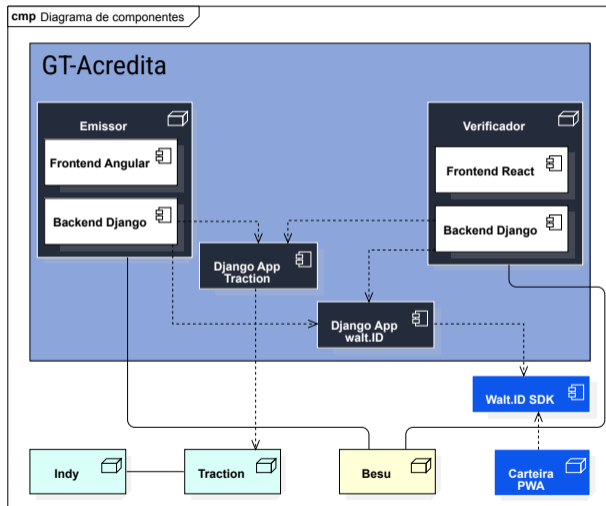 cmp Diagrama de componentes
GT-Acredita
Emissor
Frontend Angular
Backend Django
Verificador
Frontend React
Backend Django
Django App
Traction
Django App
walt.ID
Walt.ID SDK
Indy
Traction
Besu
Carteira
PWA